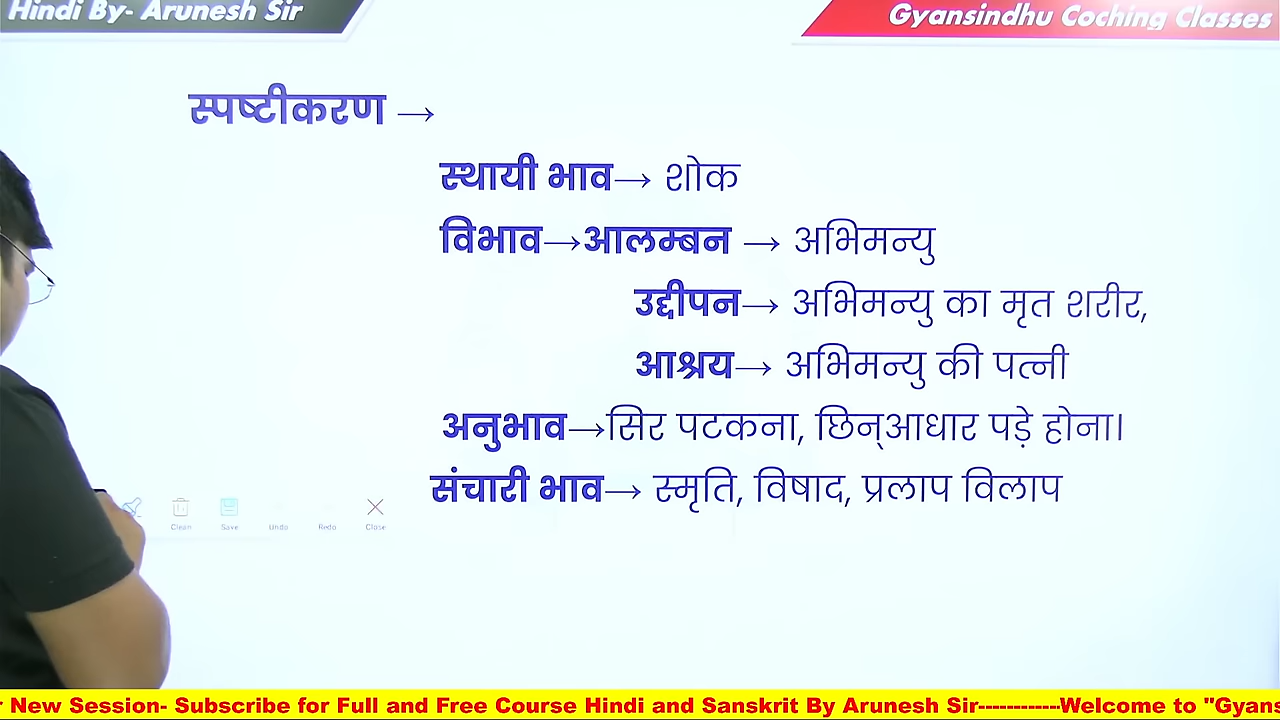 Hindi By- Arunesh Sir
Gyansindhu Coching Classes
स्पष्टीकरण →
स्थायी भाव→ शोक
विभाव→आलम्बन → अभिमन्यु
उद्दीपन→ अभिमन्यु का मृत शरीर,
आश्रय→ अभिमन्यु की पत्नी
अनुभाव→सिर पटकना, छिन्आधार पड़े होना।
संचारी भाव→ स्मृति, विषाद, प्रलाप विलाप
Clean Save Undo Redo Close
New Session- Subscribe for Full and Free Course Hindi and Sanskrit By Arunesh Sir------------Welcome to "Gyans